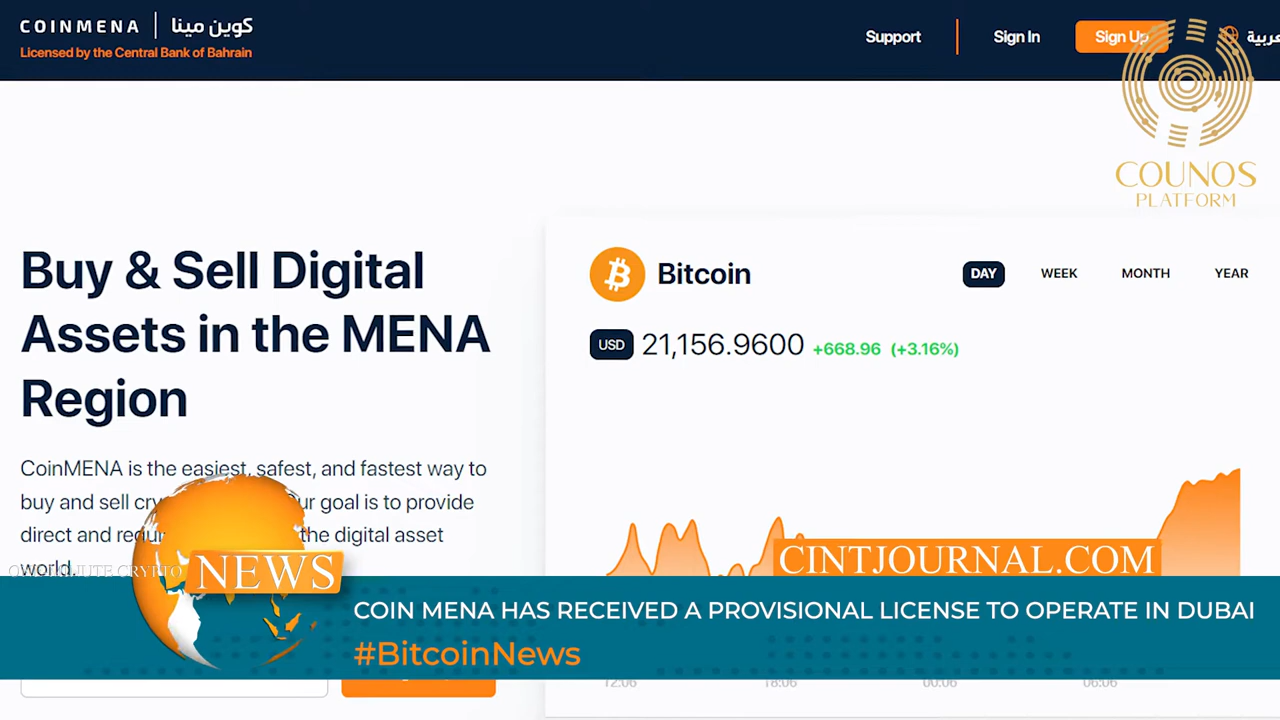 COINMENA | كوين مينا
Licensed by the Central Bank of Bahrain
Support
Sign In
Sign Up
COUNOS
PLATFORM
Buy & Sell Digital
Assets in the MENA
Region
CoinMENA is the easiest, safest, and fastest way to
buy and sell our goal is to provide
direct and the digital asset
world.
Bitcoin
DAY WEEK MONTH YEAR
USD 21,156.9600 +668.96 (+3.16%)
CINTJOURNAL.COM
NEWS
COIN MENA HAS RECEIVED A PROVISIONAL LICENSE TO OPERATE IN DUBAI
#BitcoinNews
12:06 18:06 00:06 06:06